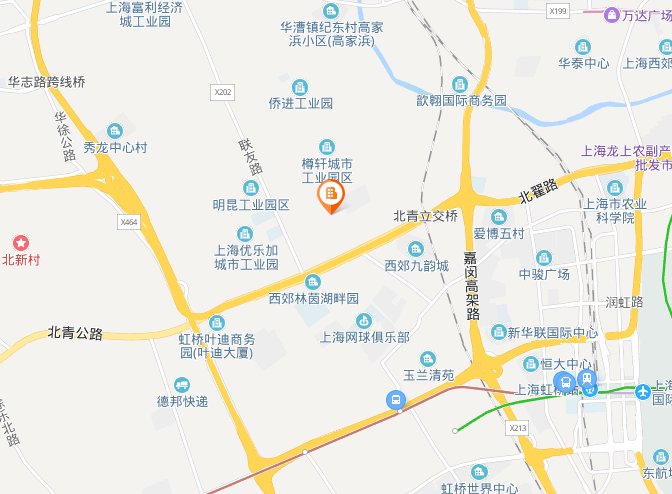 上海富利经济
城工业园
X199
万达广场
华漕镇纪东村高家
浜小区(高家浜)
华泰中心
上海西郊
华志路跨线桥
X202
侨进工业园
歆翱国际商务园
华徐公路
秀龙中心村
联友路
樽轩城市
工业园区
上海龙上农副产
批发市
明昆工业园区
北翟路
上海市农业
科学院
X464
北青立交桥
爱博五村
北新村
上海优乐加
城市工业园
西郊九韵城
嘉闵高架路
中骏广场
西郊林茵湖畔园
润虹路
北青公路
虹桥叶迪商务
园(叶迪大厦)
上海网球俱乐部
新华联国际中心
玉兰清苑
恒大中心
德邦快递
上海虹桥站
上海
国际
北路
X213
虹桥世界中心
东航